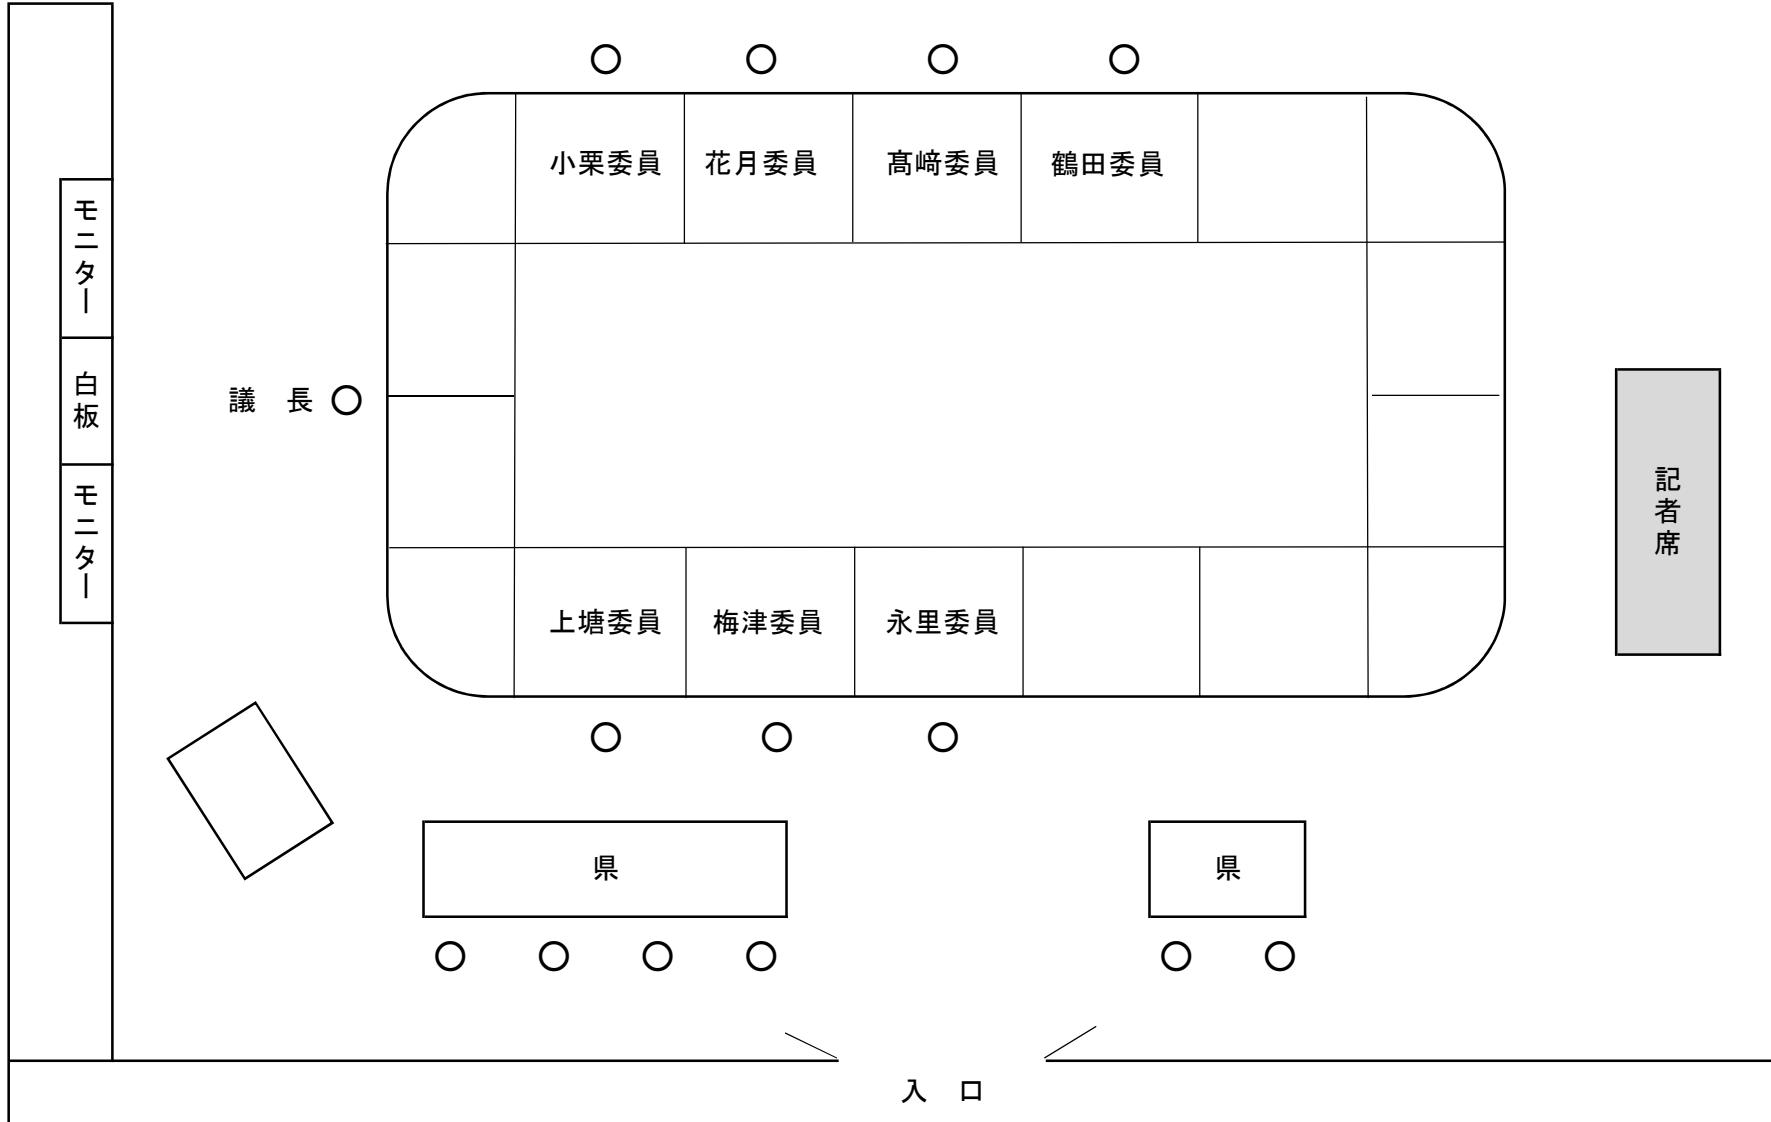 小栗委員
花月委員
髙﨑委員
鶴田委員
モニター
白板
モニター
議　長
記者席
上塘委員
梅津委員
永里委員
県
県
入　口